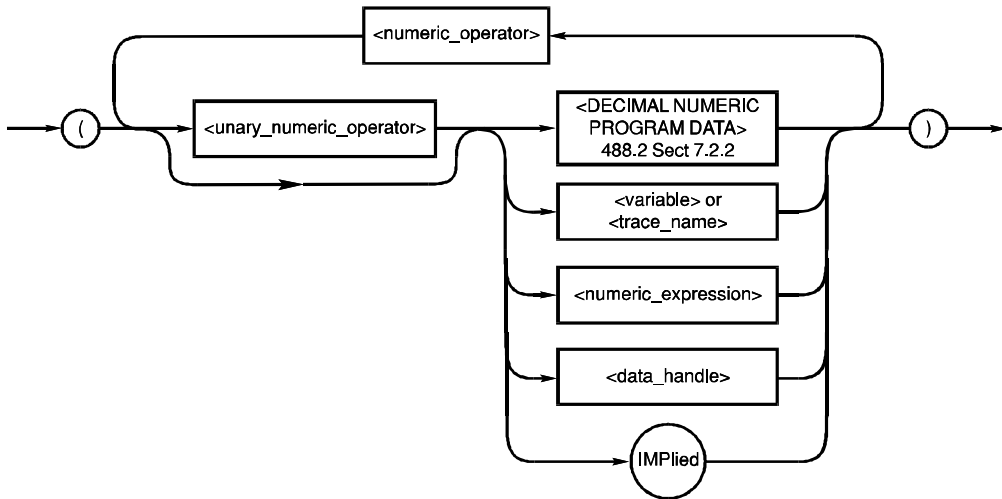 <numeric_operator>
(
<unary_numeric_operator>
<DECIMAL NUMERIC
PROGRAM DATA>
488.2 Sect 7.2.2
)
<variable> or
<trace_name>
<numeric_expression>
<data_handle>
IMPlied